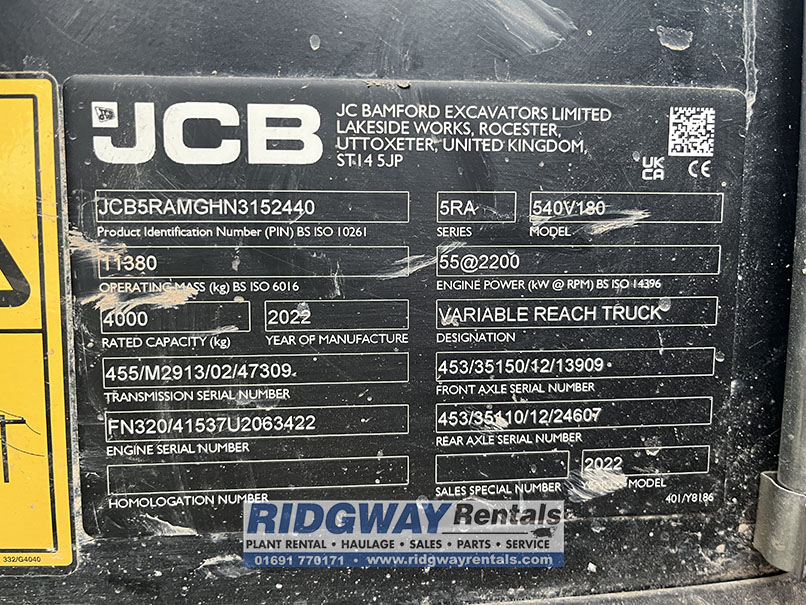 JCB
JC BAMFORD EXCAVATORS LIMITED
LAKESIDE WORKS, ROCESTER,
UTTOXETER, UNITED KINGDOM,
ST14 5JP
UK
CA
CE
JCB5RAMGHN3152440
Product Identification Number (PIN) BS ISO 10261
5RA
SERIES
540V180
MODEL
11380
OPERATING MASS (kg) BS ISO 6016
55@2200
ENGINE POWER (kW @ RPM) BS ISO 14396
4000
RATED CAPACITY (kg)
2022
YEAR OF MANUFACTURE
VARIABLE REACH TRUCK
DESIGNATION
455/M2913/02/47309
TRANSMISSION SERIAL NUMBER
453/35150/12/13909
FRONT AXLE SERIAL NUMBER
FN320/41537U2063422
ENGINE SERIAL NUMBER
453/35110/12/24607
REAR AXLE SERIAL NUMBER
HOMOLOGATION NUMBER
SALES SPECIAL NUMBER
2022
MODEL
401/Y8186
332/G4040
RIDGWAY Rentals
PLANT RENTAL • HAULAGE • SALES • PARTS • SERVICE
01691 770171 • www.ridgwayrentals.com